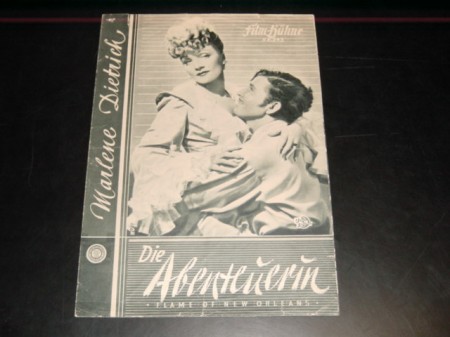 Marlene Dietrich
Film-Bühne
Die
Abenteuerin
• FLAME OF NEW ORLEANS •